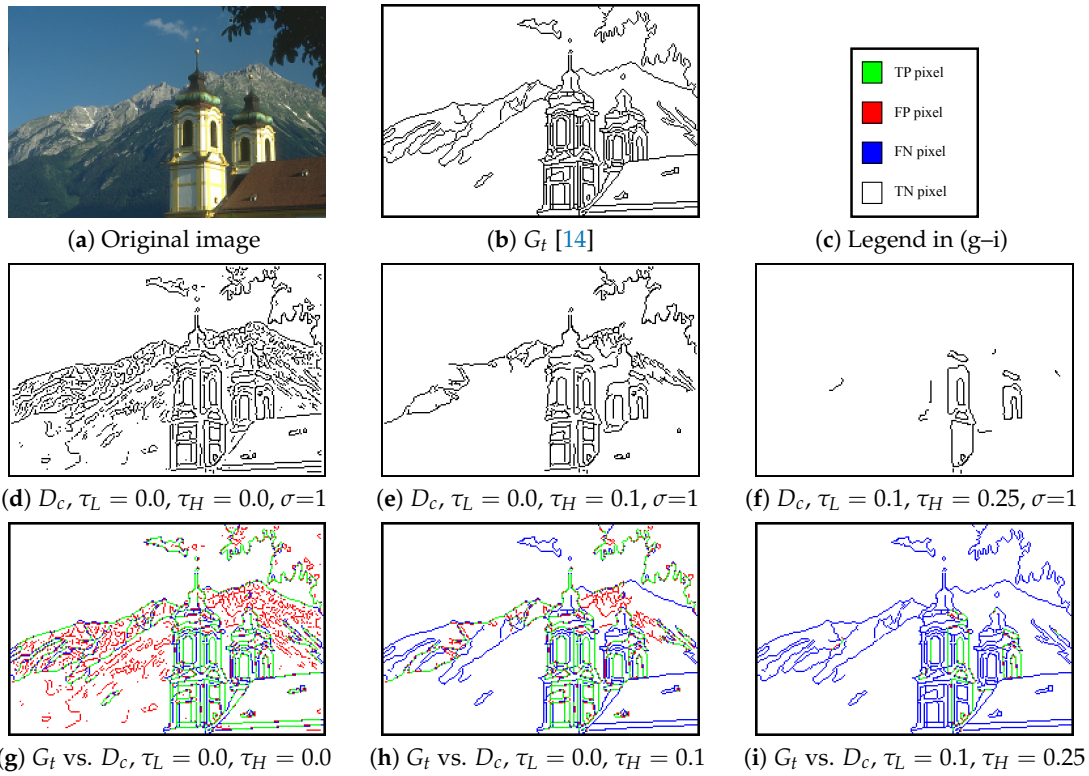 TP pixel
FP pixel
FN pixel
TN pixel
(a) Original image
(b) Gt [14]
(c) Legend in (g–i)
(d) Dc, τL = 0.0, τH = 0.0, σ=1
(e) Dc, τL = 0.0, τH = 0.1, σ=1
(f) Dc, τL = 0.1, τH = 0.25, σ=1
(g) Gt vs. Dc, τL = 0.0, τH = 0.0
(h) Gt vs. Dc, τL = 0.0, τH = 0.1
(i) Gt vs. Dc, τL = 0.1, τH = 0.25